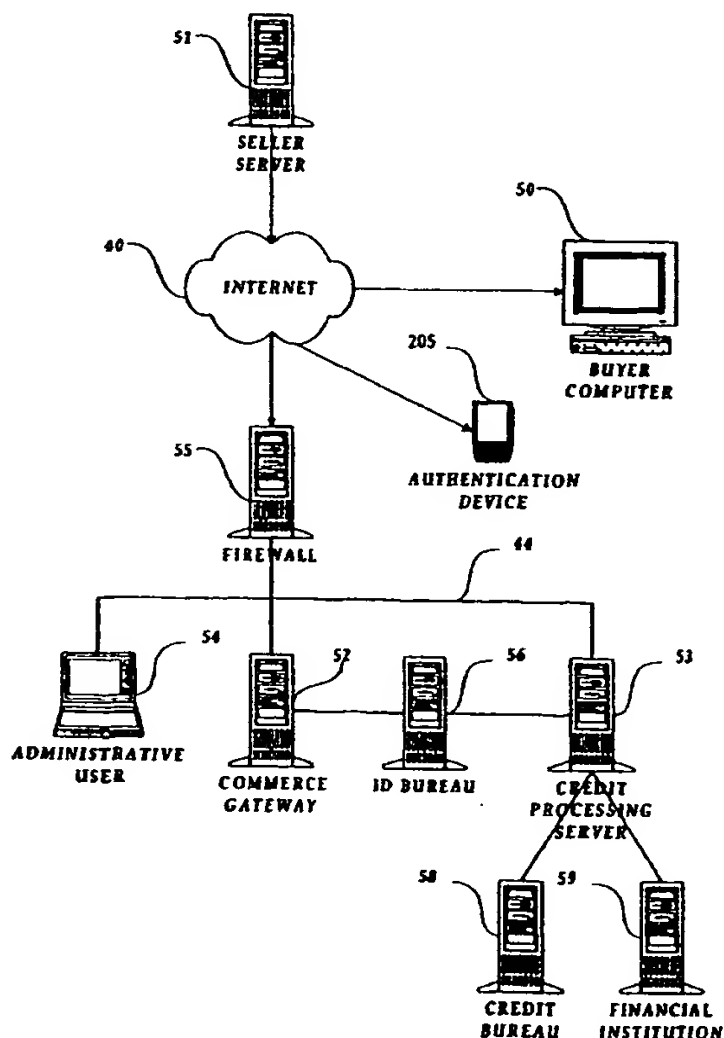 51
SELLER
SERVER
50
40
INTERNET
205
BUYER
COMPUTER
55
AUTHENTICATION
DEVICE
FIREWALL
44
54
52
56
53
ADMINISTRATIVE
USER
COMMERCE
GATEWAY
ID BUREAU
CREDIT
PROCESSING
SERVER
58
59
CREDIT
BUREAU
FINANCIAL
INSTITUTION